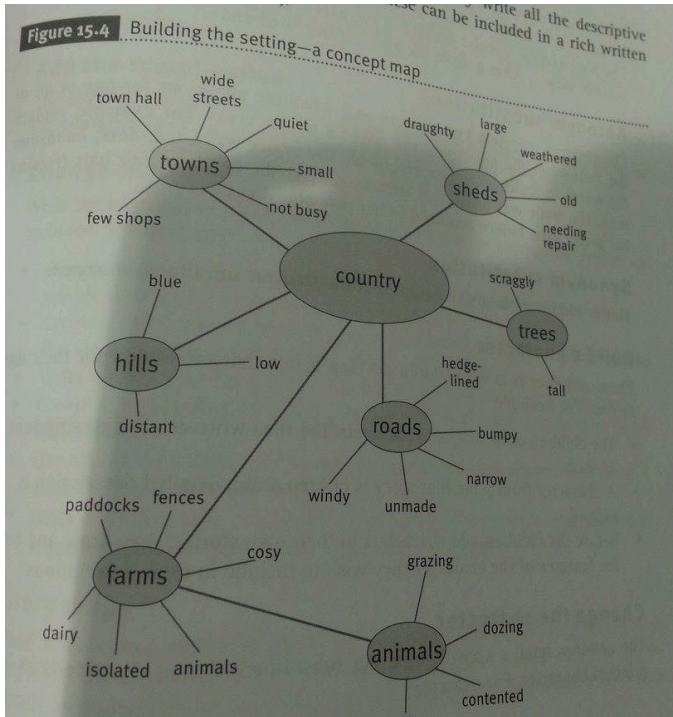 write all the descriptive
can be included in a rich written
Figure 15.4 Building the setting—a concept map
town hall
wide
streets
quiet
small
not busy
few shops
towns
draughty
large
weathered
old
needing
repair
sheds
country
blue
low
distant
hills
scraggly
tall
trees
hedge-
lined
bumpy
narrow
unmade
windy
roads
paddocks
fences
cosy
dairy
isolated
animals
farms
grazing
dozing
contented
animals